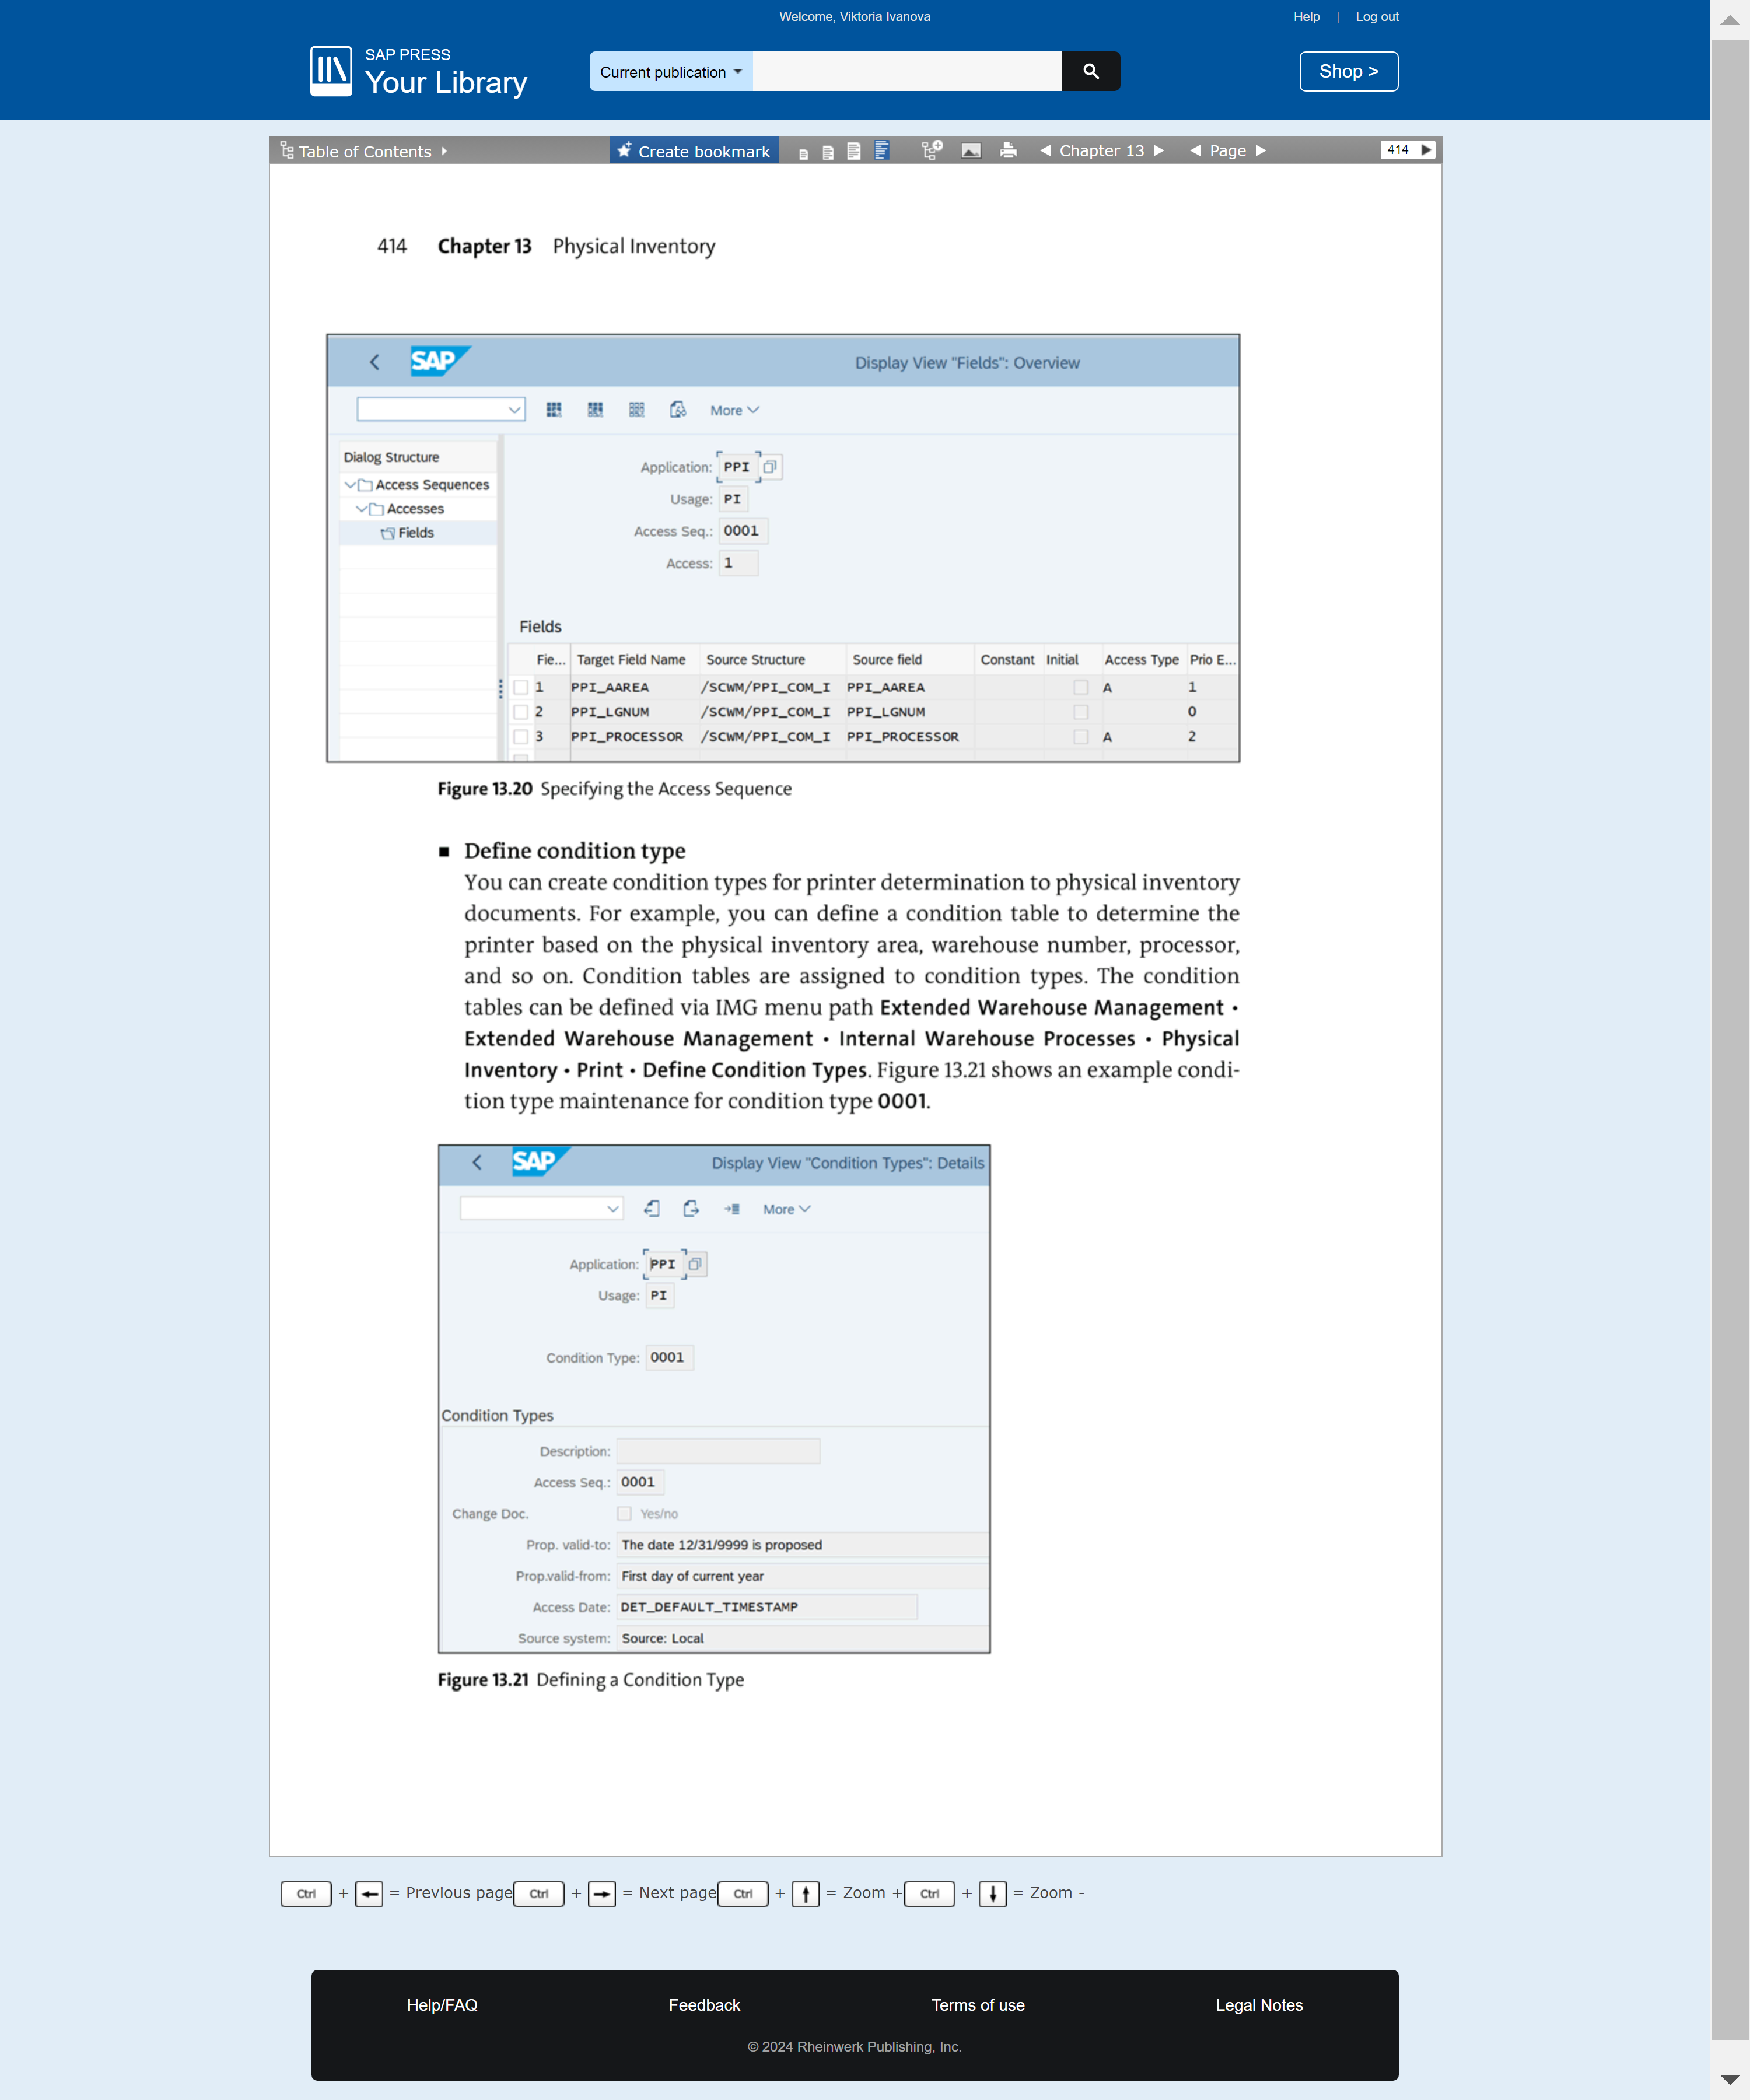 Welcome, Viktoria Ivanova
Help | Log out
SAP PRESS
Your Library
Current publication
Shop >
Table of Contents
Create bookmark
Chapter 13
Page
414
414 Chapter 13 Physical Inventory
SAP
Display View "Fields": Overview
More
Dialog Structure
Access Sequences
Accesses
Fields
Application: PPI
Usage: PI
Access Seq.: 0001
Access: 1
Fields
Fie... Target Field Name Source Structure Source field Constant Initial Access Type Prio E...
1 PPI_AAREA /SCWM/PPI_COM_I PPI_AAREA A 1
2 PPI_LGNUM /SCWM/PPI_COM_I PPI_LGNUM 0
3 PPI_PROCESSOR /SCWM/PPI_COM_I PPI_PROCESSOR A 2
Figure 13.20 Specifying the Access Sequence
■ Define condition type
You can create condition types for printer determination to physical inventory
documents. For example, you can define a condition table to determine the
printer based on the physical inventory area, warehouse number, processor,
and so on. Condition tables are assigned to condition types. The condition
tables can be defined via IMG menu path Extended Warehouse Management •
Extended Warehouse Management • Internal Warehouse Processes • Physical
Inventory • Print • Define Condition Types. Figure 13.21 shows an example condi-
tion type maintenance for condition type 0001.
SAP
Display View "Condition Types": Details
More
Application: PPI
Usage: PI
Condition Type: 0001
Condition Types
Description:
Access Seq.: 0001
Change Doc. Yes/no
Prop. valid-to: The date 12/31/9999 is proposed
Prop.valid-from: First day of current year
Access Date: DET_DEFAULT_TIMESTAMP
Source system: Source: Local
Figure 13.21 Defining a Condition Type
Ctrl + ← = Previous page Ctrl + → = Next page Ctrl + ↑ = Zoom + Ctrl + ↓ = Zoom -
Help/FAQ Feedback Terms of use Legal Notes
© 2024 Rheinwerk Publishing, Inc.